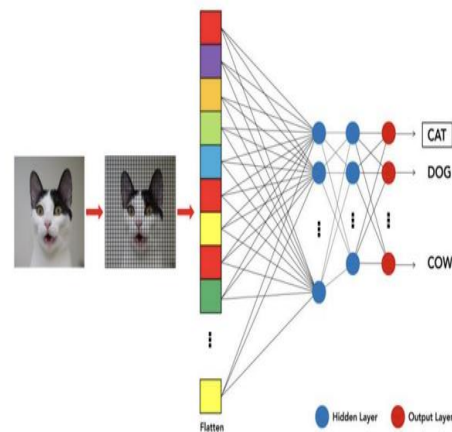 CAT
DOG
COW
Flatten
Hidden Layer
Output Layer